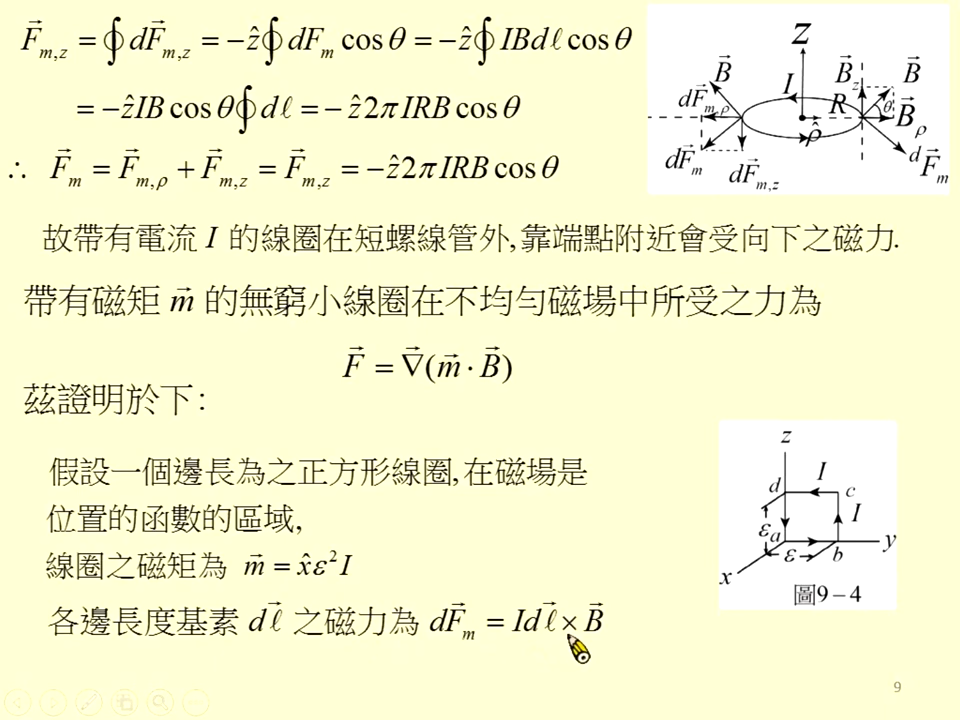 F⃗ₘ,z = ∮dF⃗ₘ,z = −ẑ∮dFₘ cosθ = −ẑ∮IBdℓcosθ
= −ẑIB cosθ∮dℓ = −ẑ2πIRB cosθ
∴ F⃗ₘ = F⃗ₘ,ρ + F⃗ₘ,z = F⃗ₘ,z = −ẑ2πIRB cosθ
z
B⃗ I B⃗z B⃗
dF⃗ₘ,ρ R θ B⃗ρ
ρ̂
dF⃗ₘ dF⃗ₘ,z dF⃗ₘ
故帶有電流 I 的線圈在短螺線管外,靠端點附近會受向下之磁力.
帶有磁矩 m⃗ 的無窮小線圈在不均勻磁場中所受之力為
F⃗ = ∇⃗(m⃗ · B⃗)
茲證明於下:
假設一個邊長為之正方形線圈,在磁場是
位置的函數的區域,
線圈之磁矩為 m⃗ = x̂ε²I
各邊長度基素 dℓ⃗ 之磁力為 dF⃗ₘ = Idℓ⃗ × B⃗
z
d I c
I
ε a y
ε b
x
圖9−4
9